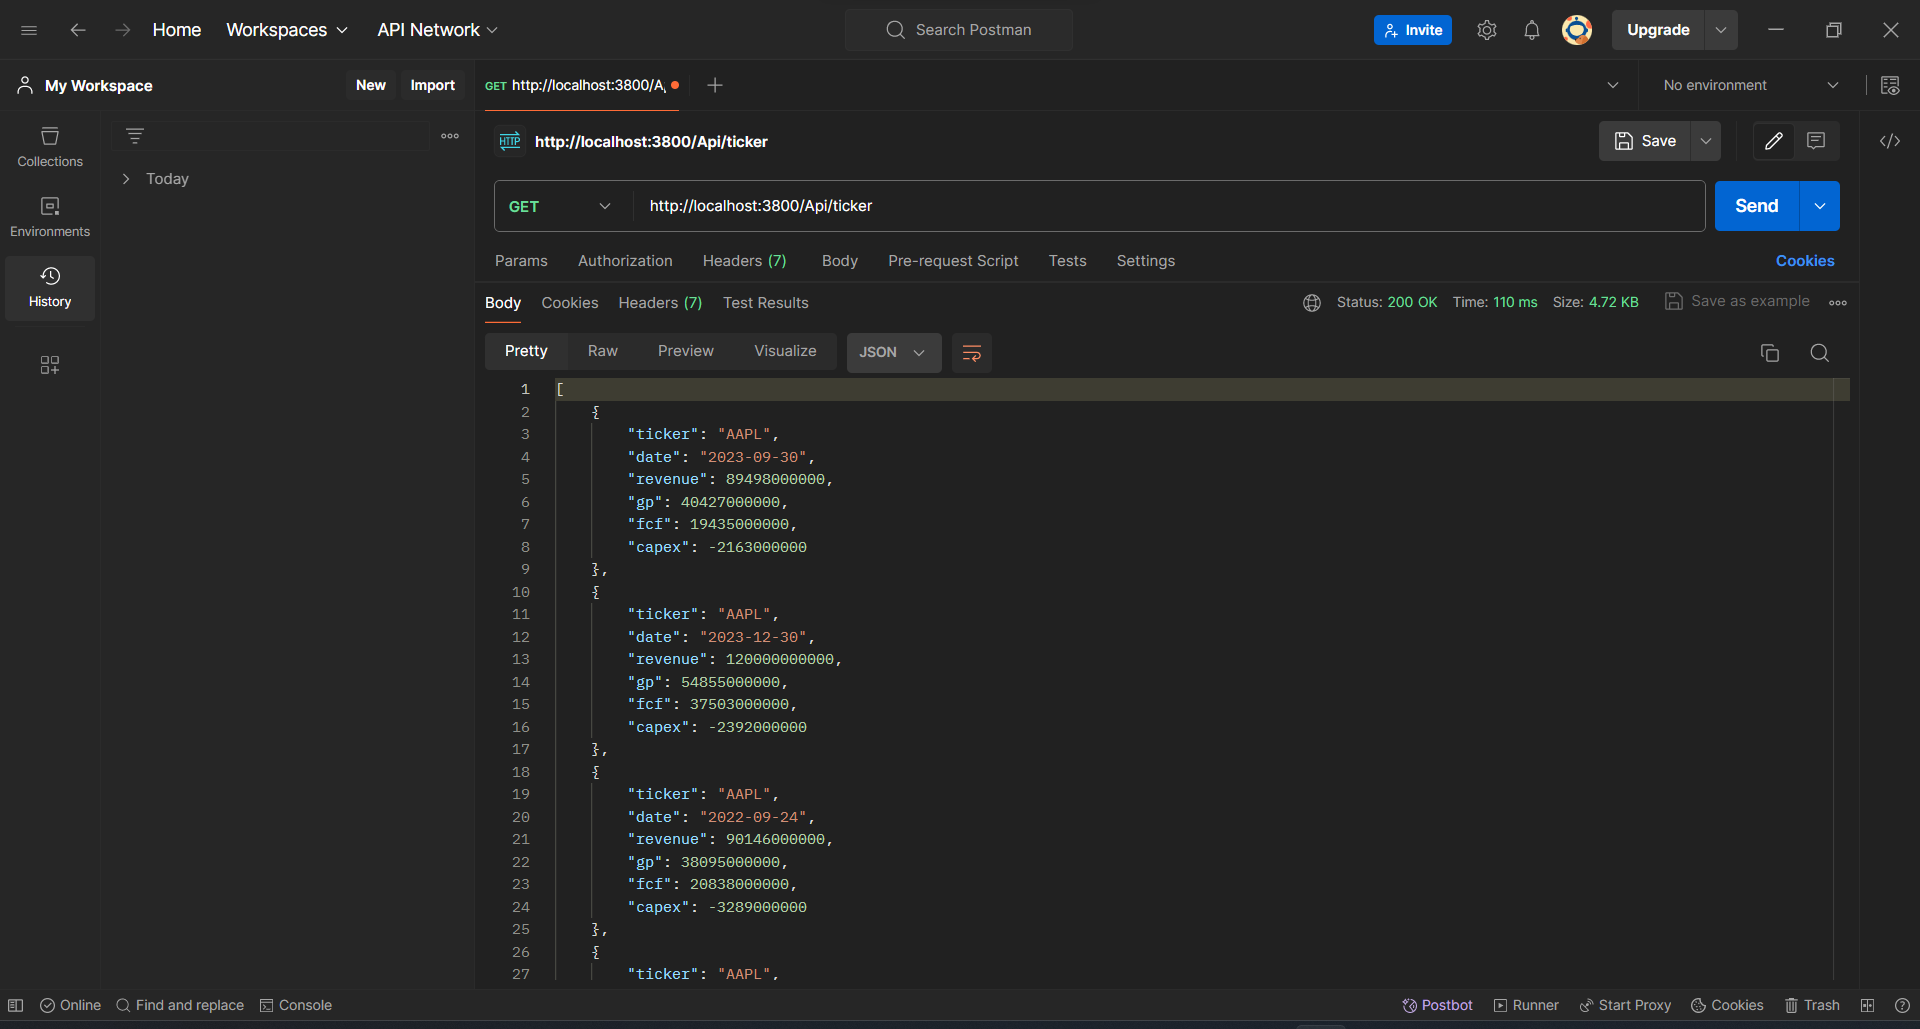 Home Workspaces API Network Search Postman Invite Upgrade
My Workspace New Import GET http://localhost:3800/A No environment
HTTP http://localhost:3800/Api/ticker Save
Collections
Today
GET http://localhost:3800/Api/ticker Send
Environments
Params Authorization Headers (7) Body Pre-request Script Tests Settings Cookies
History
Body Cookies Headers (7) Test Results Status: 200 OK Time: 110 ms Size: 4.72 KB Save as example
Pretty Raw Preview Visualize JSON
1 [
2 {
3 "ticker": "AAPL",
4 "date": "2023-09-30",
5 "revenue": 89498000000,
6 "gp": 40427000000,
7 "fcf": 19435000000,
8 "capex": -2163000000
9 },
10 {
11 "ticker": "AAPL",
12 "date": "2023-12-30",
13 "revenue": 120000000000,
14 "gp": 54855000000,
15 "fcf": 37503000000,
16 "capex": -2392000000
17 },
18 {
19 "ticker": "AAPL",
20 "date": "2022-09-24",
21 "revenue": 90146000000,
22 "gp": 38095000000,
23 "fcf": 20838000000,
24 "capex": -3289000000
25 },
26 {
27 "ticker": "AAPL",
Online Find and replace Console Postbot Runner Start Proxy Cookies Trash